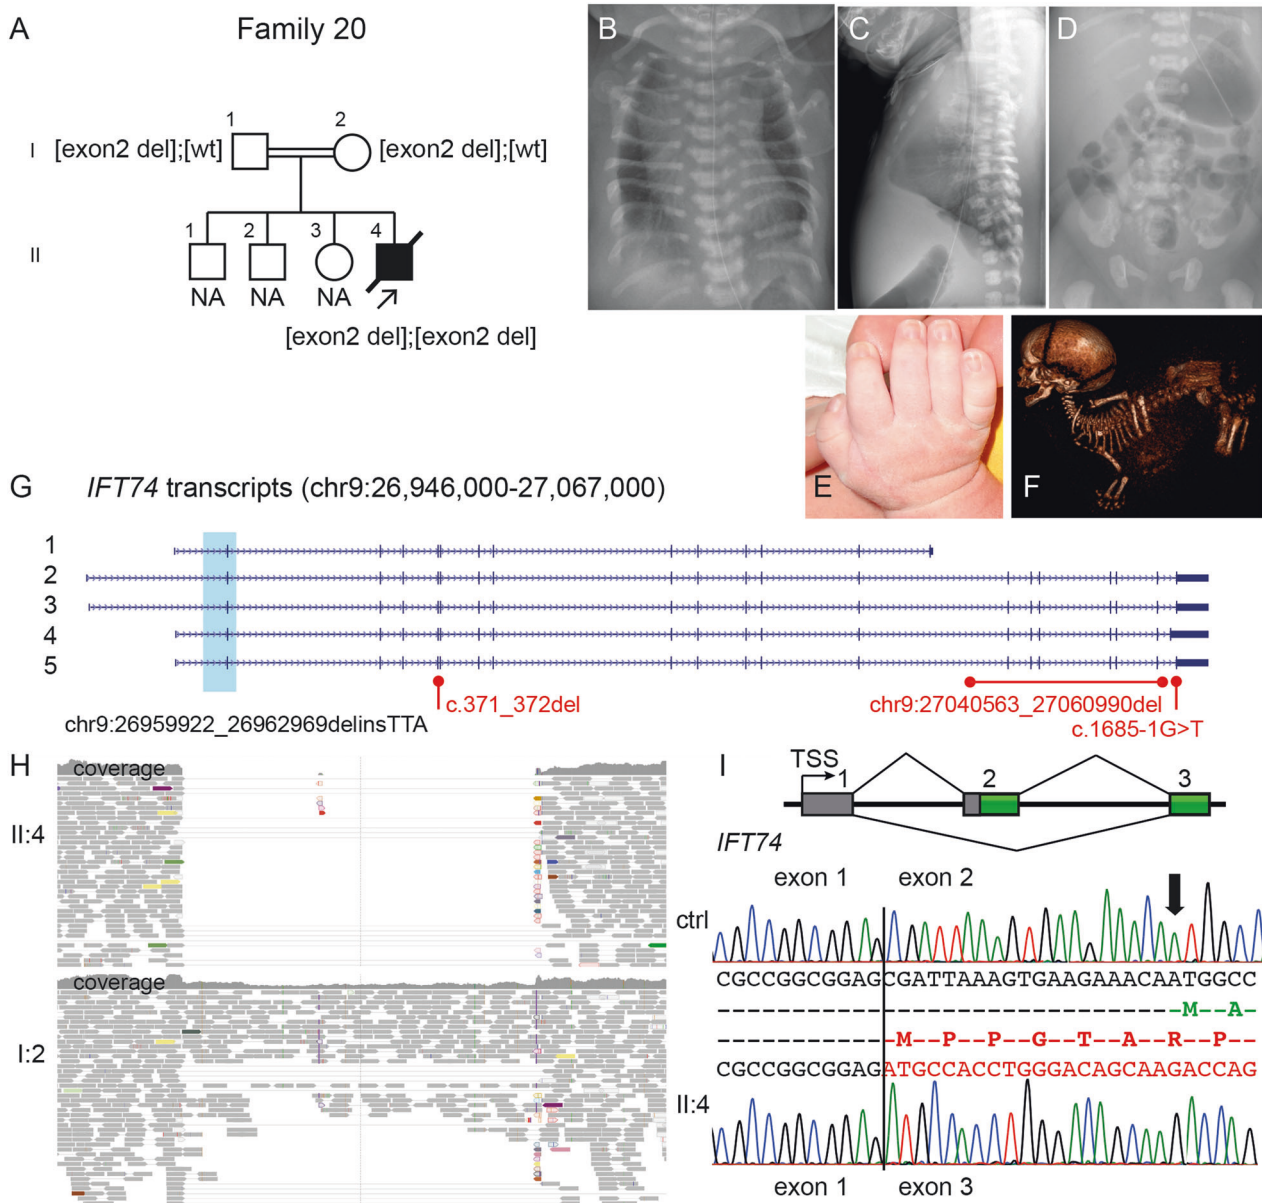 A
Family 20
1
2
I
[exon2 del];[wt]
[exon2 del];[wt]
1
2
3
4
II
NA
NA
NA
[exon2 del];[exon2 del]
B
C
D
E
F
G
IFT74 transcripts (chr9:26,946,000-27,067,000)
1
2
3
4
5
c.371_372del
chr9:27040563_27060990del
c.1685-1G>T
chr9:26959922_26962969delinsTTA
H
coverage
II:4
coverage
I:2
I
TSS
1
2
3
IFT74
exon 1
exon 2
ctrl
CGCCGGCGGAGCGATTAAAGTGAAGAAACAATGGCC
M--A
M--P--P--G--T--A--R--P
CGCCGGCGGAGATGCCACCTGGGACAGCAAGACCAG
II:4
exon 1
exon 3